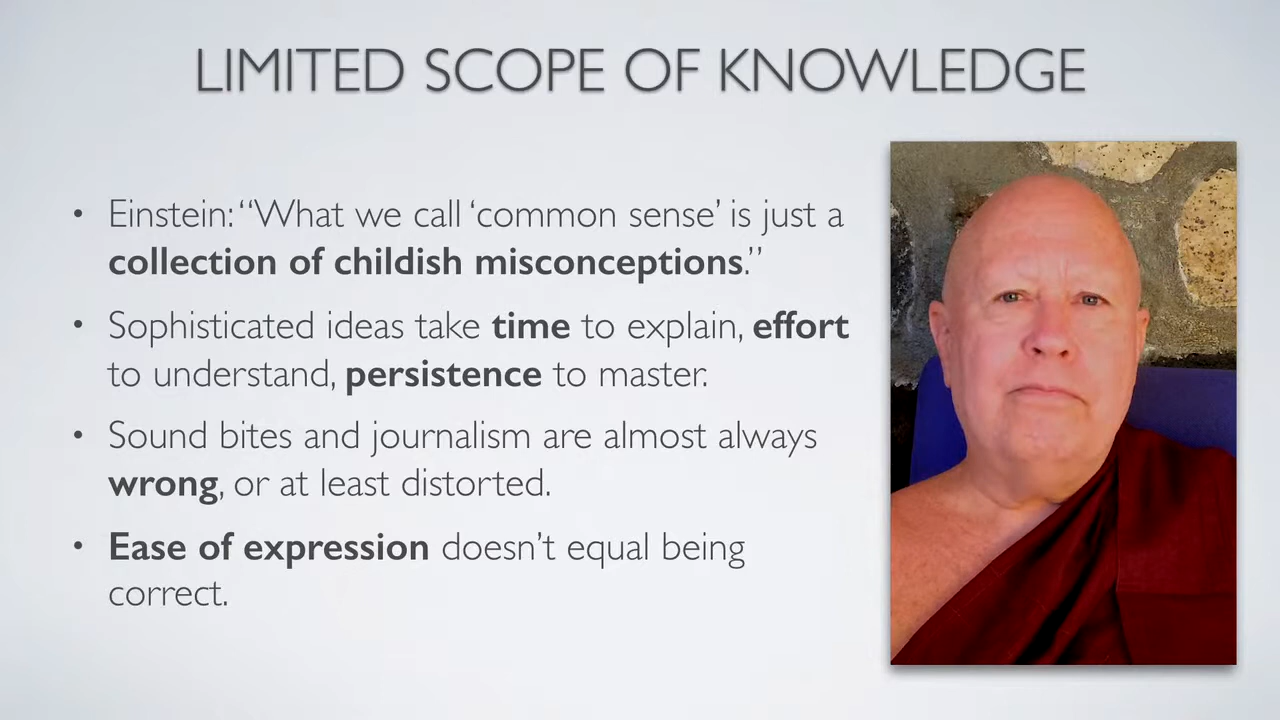 LIMITED SCOPE OF KNOWLEDGE
• Einstein: “What we call ‘common sense’ is just a
collection of childish misconceptions.”
• Sophisticated ideas take time to explain, effort
to understand, persistence to master.
• Sound bites and journalism are almost always
wrong, or at least distorted.
• Ease of expression doesn’t equal being
correct.